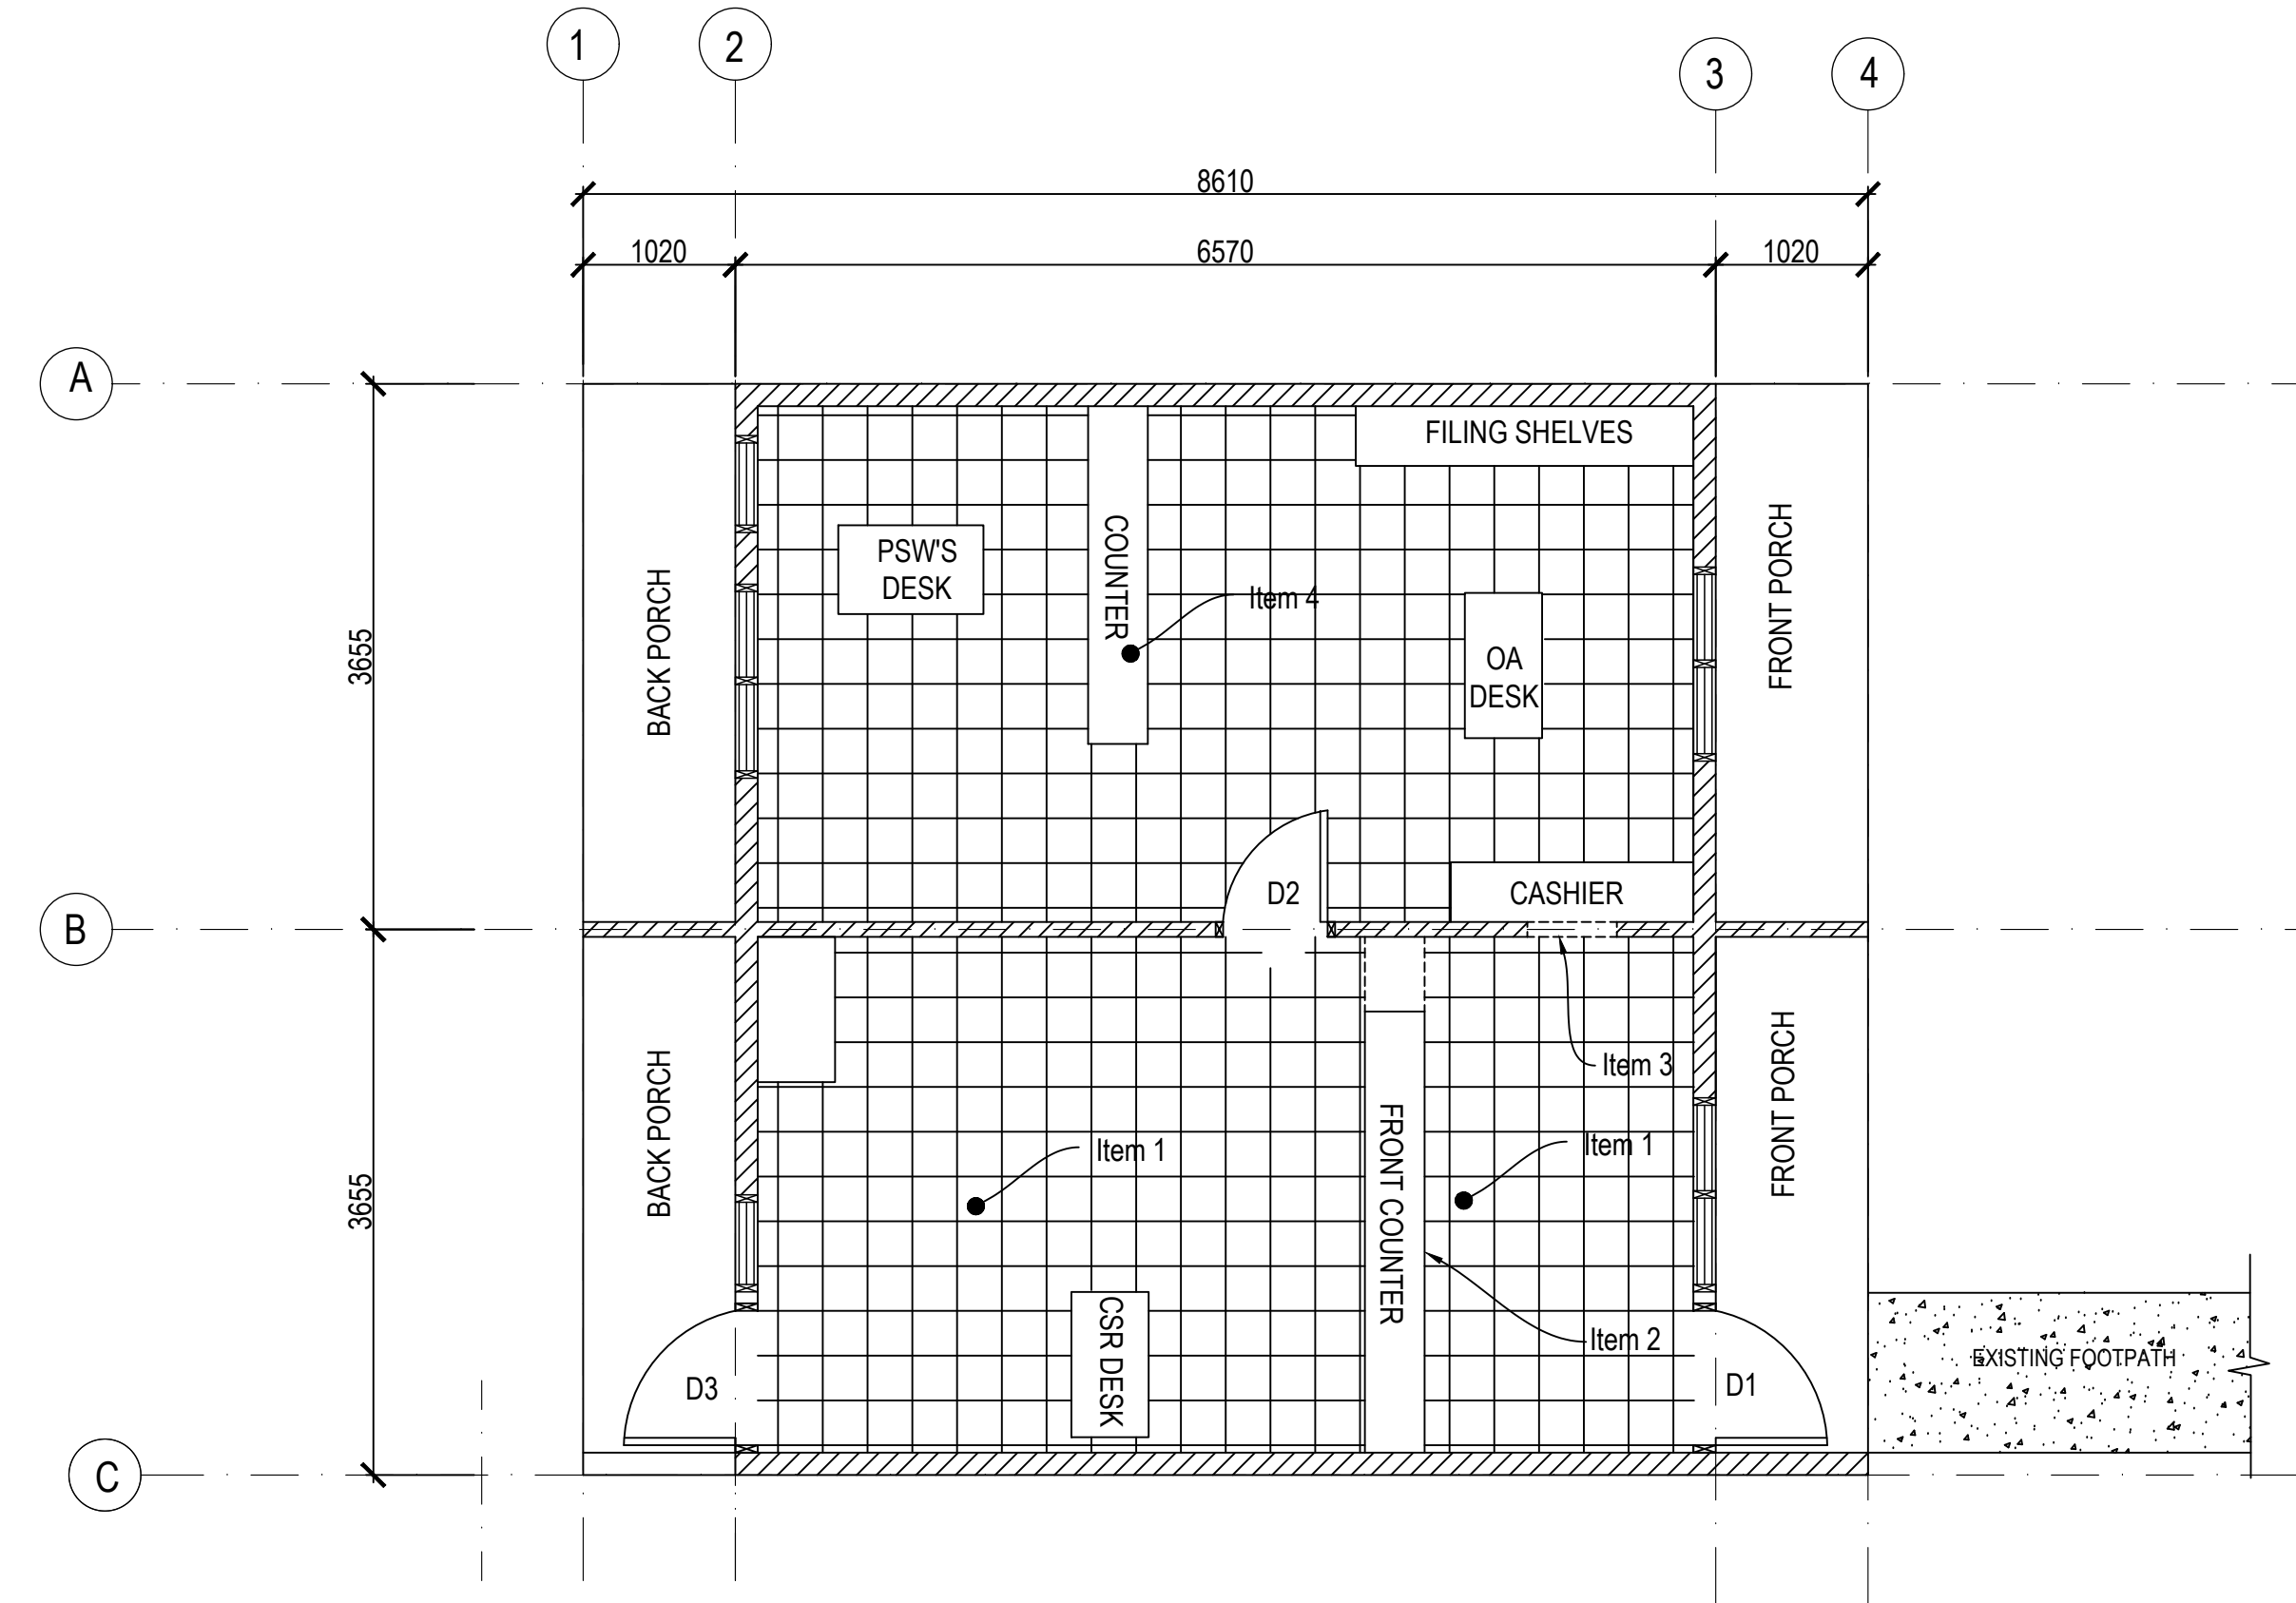 1
2
3
4
8610
1020
6570
1020
A
FILING SHELVES
PSW'S
DESK
COUNTER
Item 4
OA
DESK
BACK PORCH
FRONT PORCH
3655
D2
CASHIER
B
Item 3
BACK PORCH
FRONT PORCH
3655
Item 1
Item 1
FRONT COUNTER
Item 2
CSR DESK
D3
D1
EXISTING FOOTPATH
C